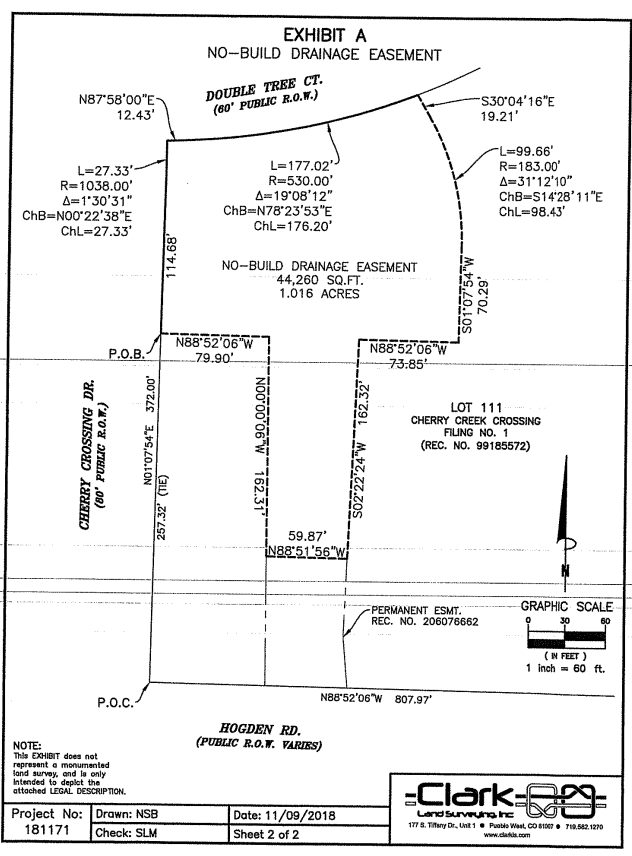 EXHIBIT A
NO-BUILD DRAINAGE EASEMENT
DOUBLE TREE CT.
(60' PUBLIC R.O.W.)
N87°58'00"E
12.43'
S30°04'16"E
19.21'
L=27.33'
R=1038.00'
Δ=1°30'31"
ChB=N00°22'38"E
ChL=27.33'
L=177.02'
R=530.00'
Δ=19°08'12"
ChB=N78°23'53"E
ChL=176.20'
L=99.66'
R=183.00'
Δ=31°12'10"
ChB=S14°28'11"E
ChL=98.43'
114.68'
NO-BUILD DRAINAGE EASEMENT
44,260 SQ.FT.
1.016 ACRES
S01°07'54"W
70.29'
P.O.B.
N88°52'06"W
79.90'
N88°52'06"W
73.85'
CHERRY CROSSING DR.
(80' PUBLIC R.O.W.)
N01°07'54"E 372.00'
257.32' (TIE)
N00°00'06"W 162.31'
S02°22'24"W 162.32'
LOT 111
CHERRY CREEK CROSSING
FILING NO. 1
(REC. NO. 99185572)
59.87'
N88°51'56"W
N
PERMANENT ESMT.
REC. NO. 206076662
GRAPHIC SCALE
0 30 60
( IN FEET )
1 inch = 60 ft.
P.O.C.
N88°52'06"W 807.97'
HOGDEN RD.
(PUBLIC R.O.W. VARIES)
NOTE:
This EXHIBIT does not
represent a monumented
land survey, and is only
intended to depict the
attached LEGAL DESCRIPTION.
Project No:
181171
Drawn: NSB
Check: SLM
Date: 11/09/2018
Sheet 2 of 2
Clark
Land Surveying, Inc
177 S. Tiffany Dr., Unit 1 • Pueblo West, CO 81007 • 719.582.1270
www.clarkls.com